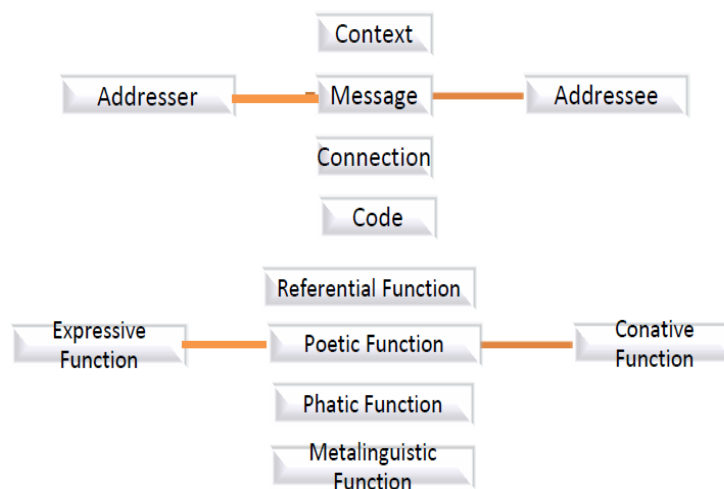 Context
Addresser
Message
Addressee
Connection
Code
Referential Function
Expressive
Function
Poetic Function
Conative
Function
Phatic Function
Metalinguistic
Function